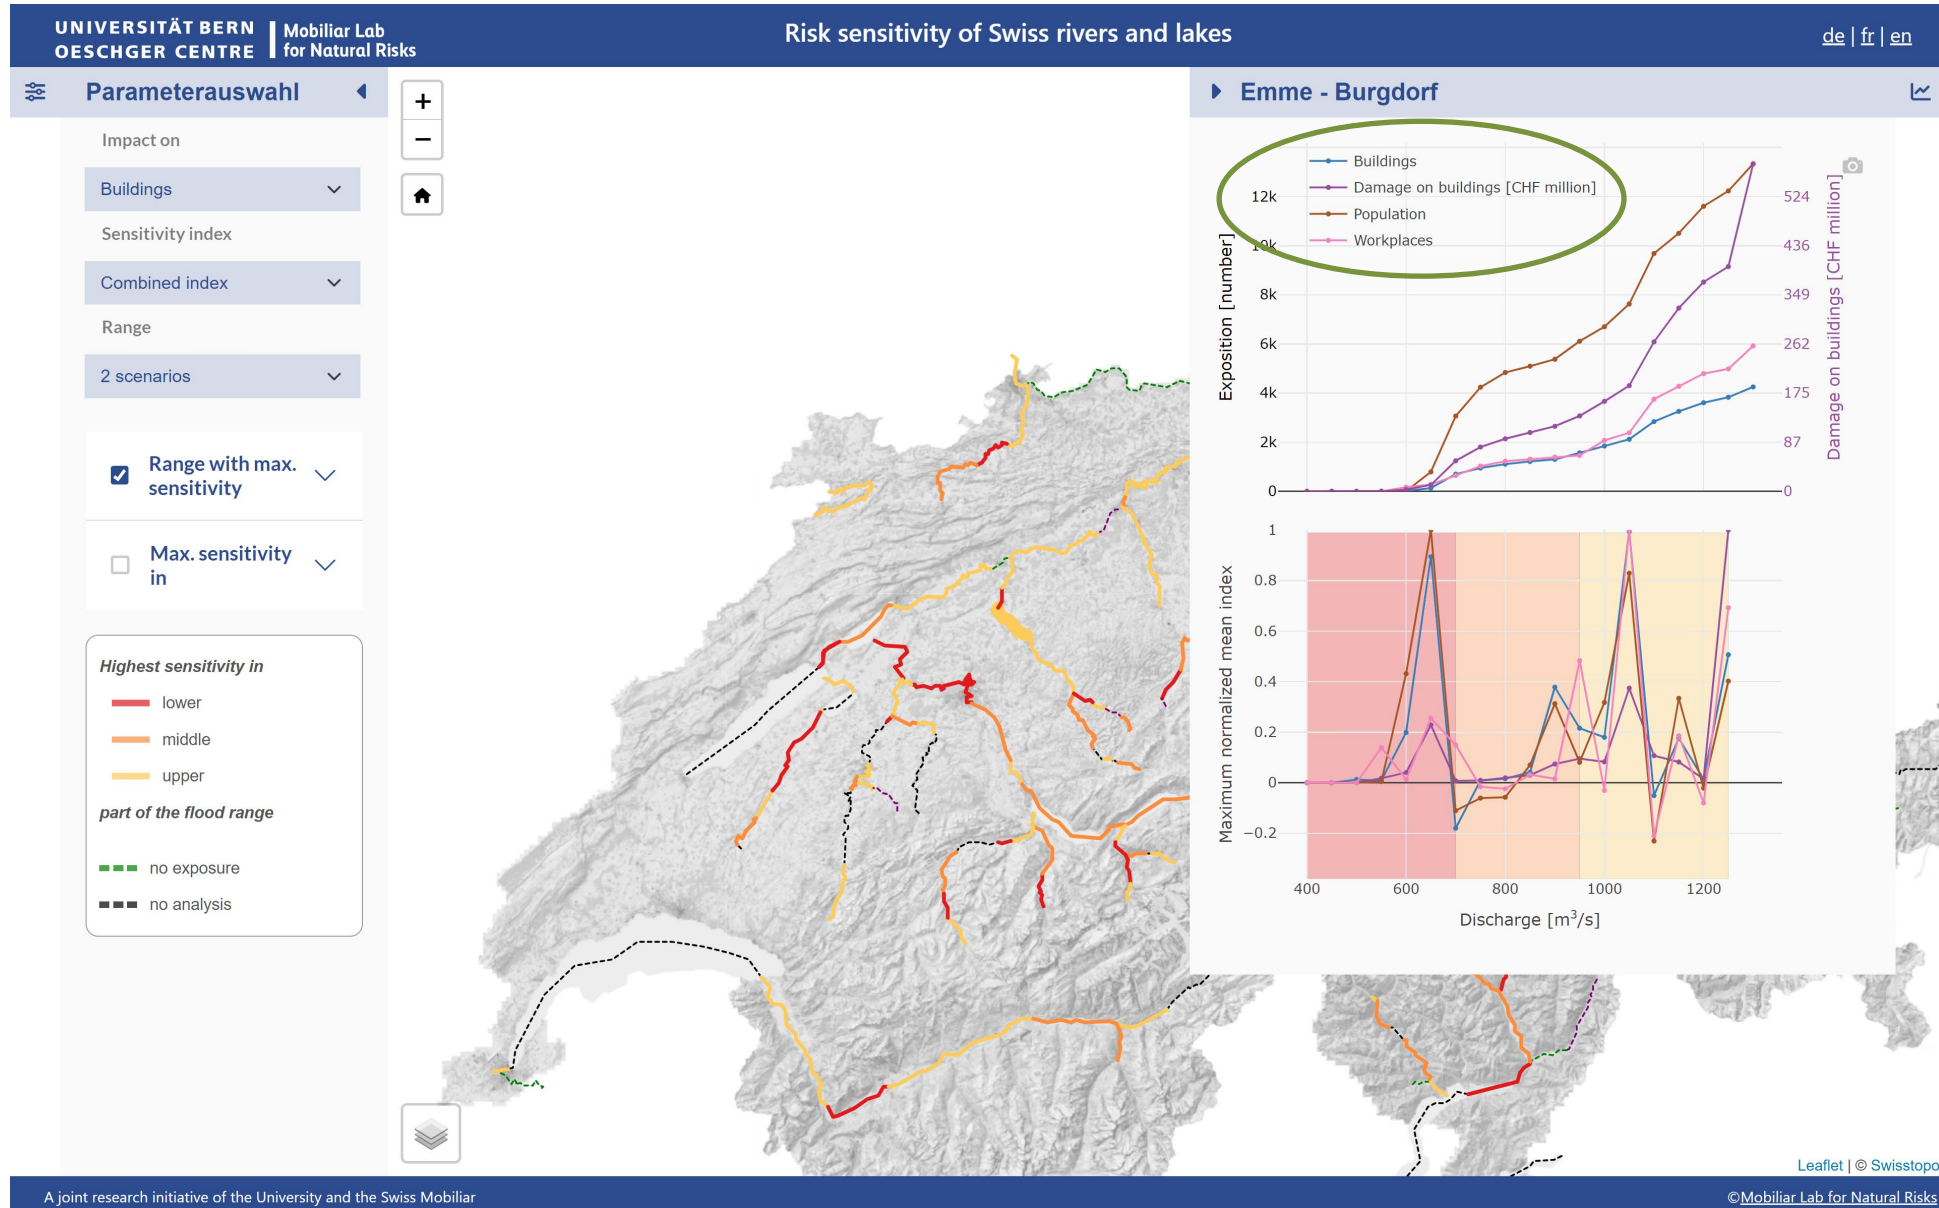 UNIVERSITÄT BERN
OESCHGER CENTRE
Mobiliar Lab
for Natural Risks
Risk sensitivity of Swiss rivers and lakes
de | fr | en
Parameterauswahl
Impact on
Buildings
Sensitivity index
Combined index
Range
2 scenarios
Range with max.
sensitivity
Max. sensitivity
in
Highest sensitivity in
lower
middle
upper
part of the flood range
no exposure
no analysis
+
−
Emme - Burgdorf
Buildings
Damage on buildings [CHF million]
Population
Workplaces
Exposition [number]
12k
10k
8k
6k
4k
2k
0
Damage on buildings [CHF million]
524
436
349
262
175
87
0
Maximum normalized mean index
1
0.8
0.6
0.4
0.2
0
−0.2
400 600 800 1000 1200
Discharge [m³/s]
Leaflet | © Swisstopo
A joint research initiative of the University and the Swiss Mobiliar
©Mobiliar Lab for Natural Risks